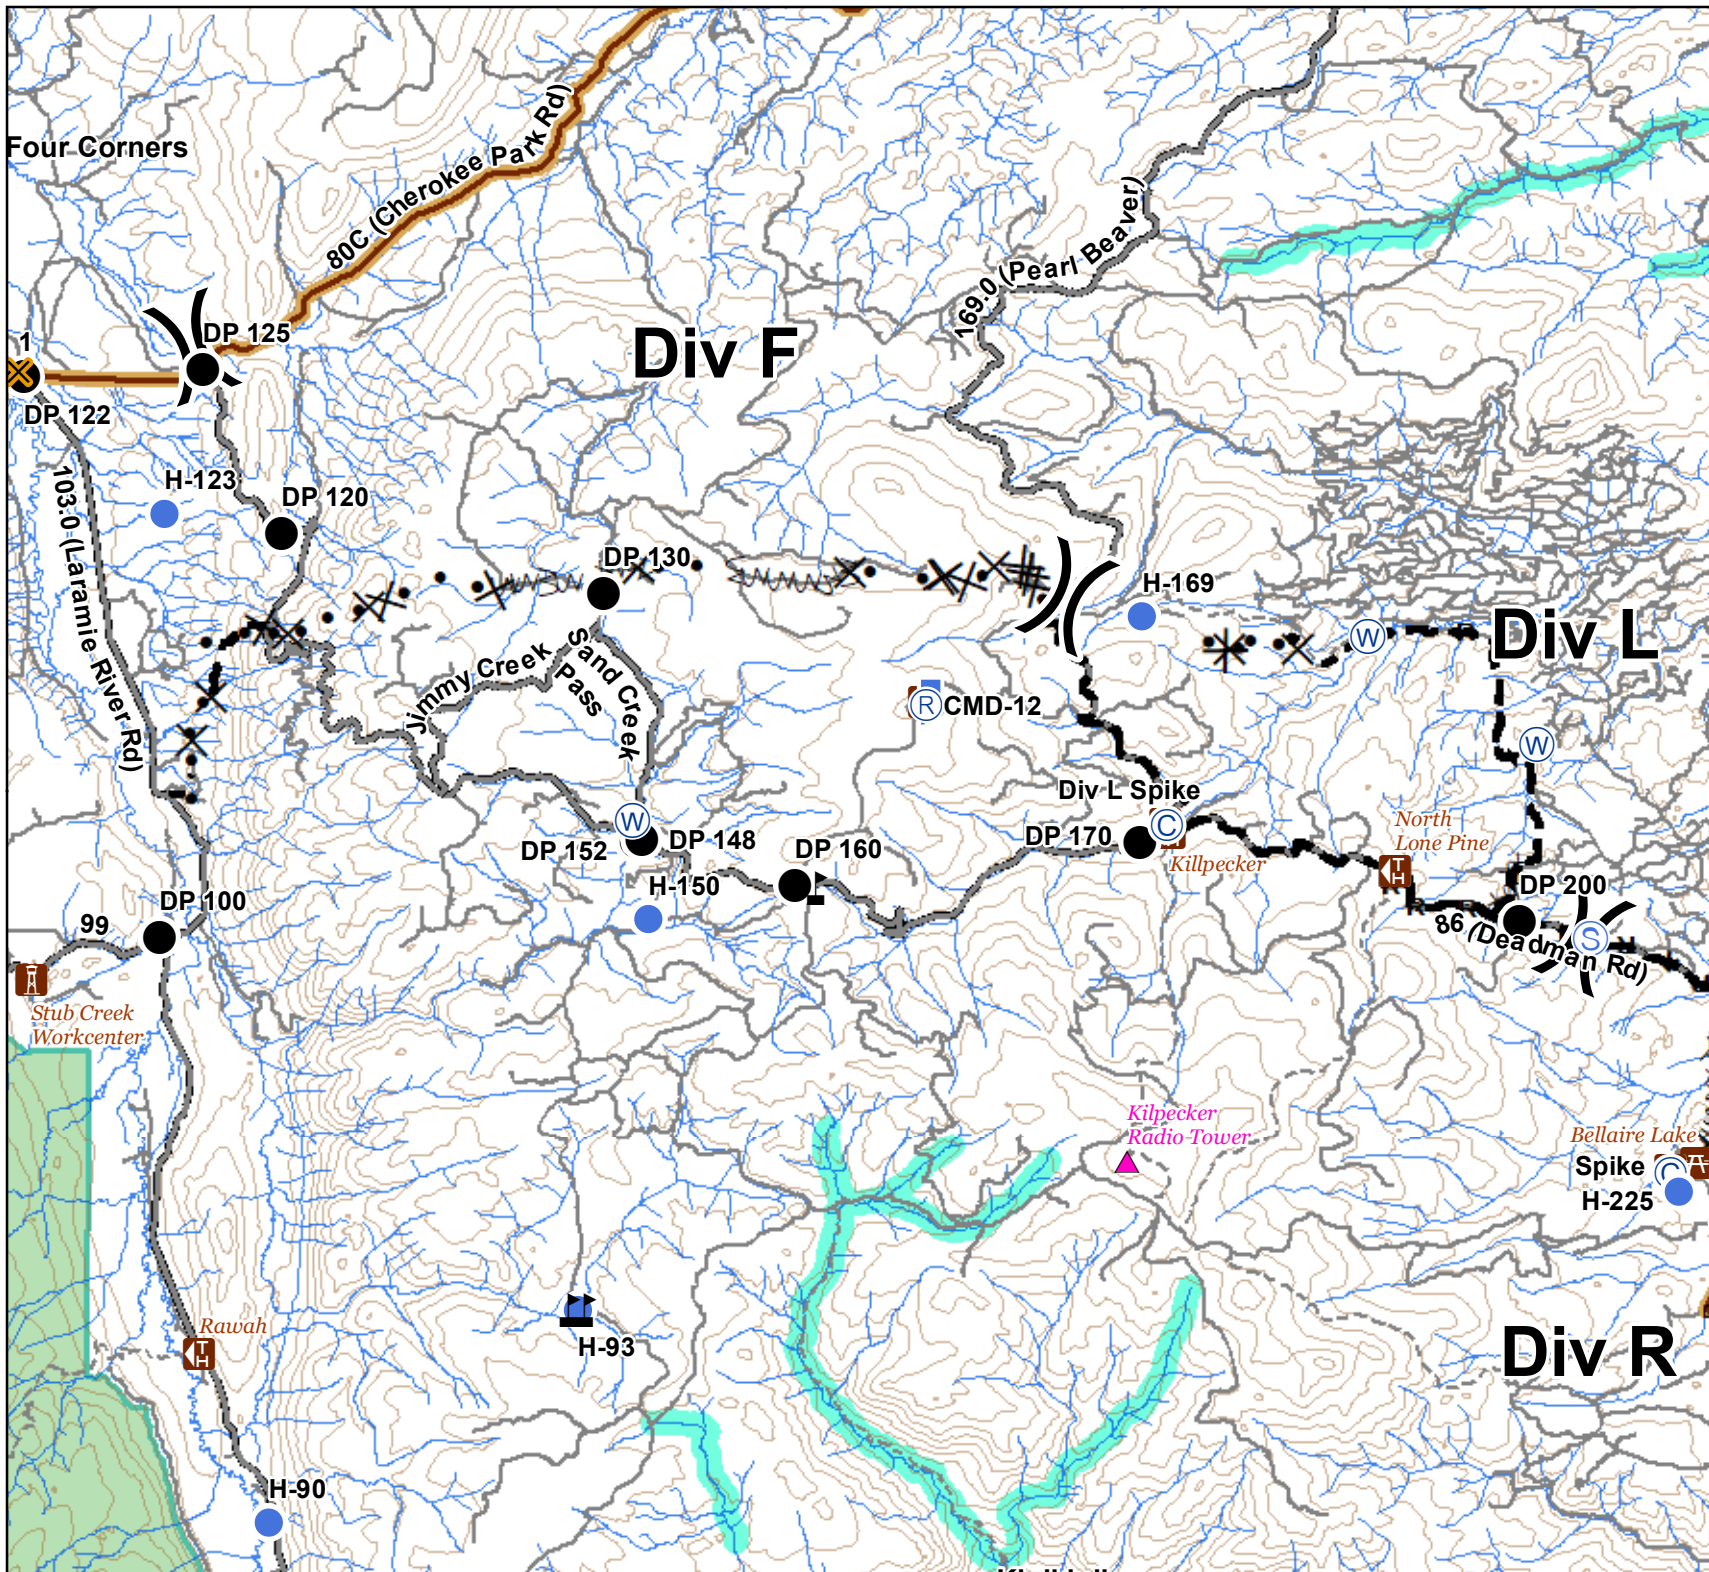 Four Corners
80C (Cherokee Park Rd)
169.0 (Pearl Beaver)
1
DP 125
Div F
DP 122
H-123
DP 120
103.0 (Laramie River Rd)
DP 130
H-169
W
Div L
Jimmy Creek
Sand Creek
Pass
R
CMD-12
W
Div L Spike
C
W
DP 152
DP 148
DP 160
DP 170
Killpecker
North
Lone Pine
TH
H-150
DP 200
R
R
S
86 (Deadman Rd)
DP 100
99
Stub Creek
Workcenter
Kilpecker
Radio Tower
Bellaire Lake
Spike
C
H-225
Rawah
TH
H-93
Div R
H-90